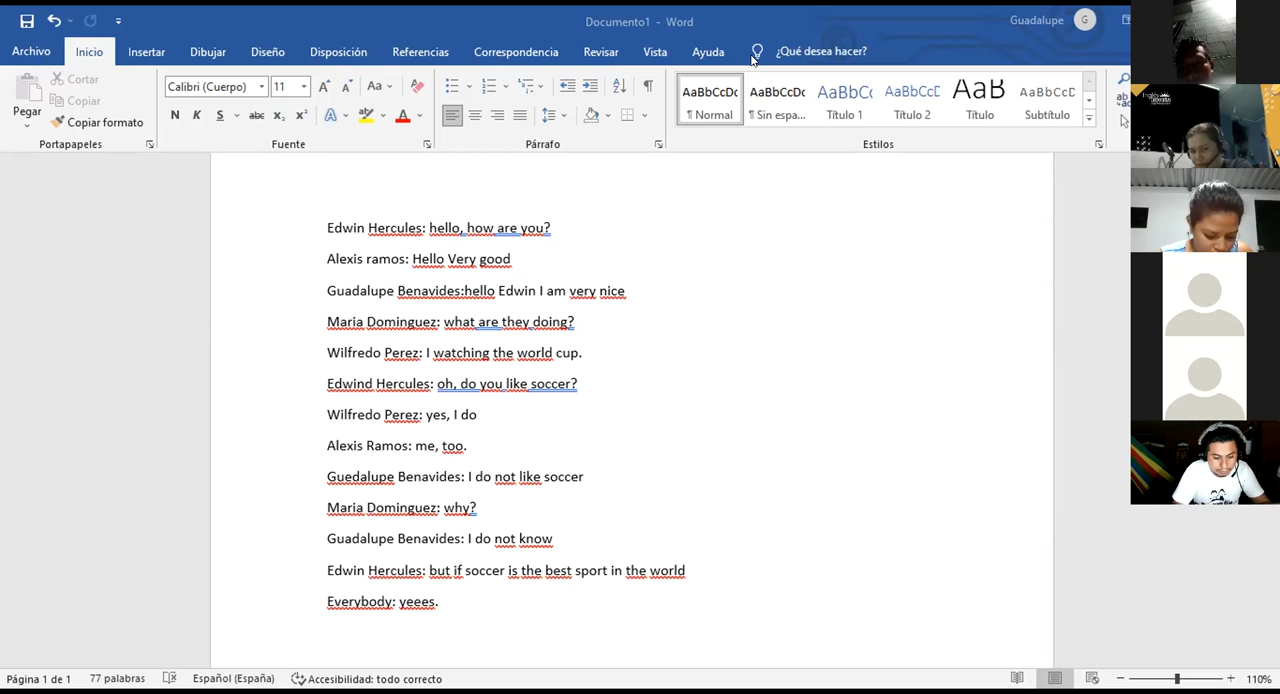 Documento1 - Word
Guadalupe
G
Archivo
Inicio
Insertar
Dibujar
Diseño
Disposición
Referencias
Correspondencia
Revisar
Vista
Ayuda
¿Qué desea hacer?
Pegar
Cortar
Copiar
Copiar formato
Portapapeles
Calibri (Cuerpo)
11
Fuente
Párrafo
AaBbCcDc
¶ Normal
AaBbCcDc
¶ Sin espa...
AaBbCc
Título 1
AaBbCcD
Título 2
AaB
Título
AaBbCcD
Subtítulo
Estilos
Edwin Hercules: hello, how are you?
Alexis ramos: Hello Very good
Guadalupe Benavides:hello Edwin I am very nice
Maria Dominguez: what are they doing?
Wilfredo Perez: I watching the world cup.
Edwind Hercules: oh, do you like soccer?
Wilfredo Perez: yes, I do
Alexis Ramos: me, too.
Guedalupe Benavides: I do not like soccer
Maria Dominguez: why?
Guadalupe Benavides: I do not know
Edwin Hercules: but if soccer is the best sport in the world
Everybody: yeees.
Página 1 de 1
77 palabras
Español (España)
Accesibilidad: todo correcto
110%